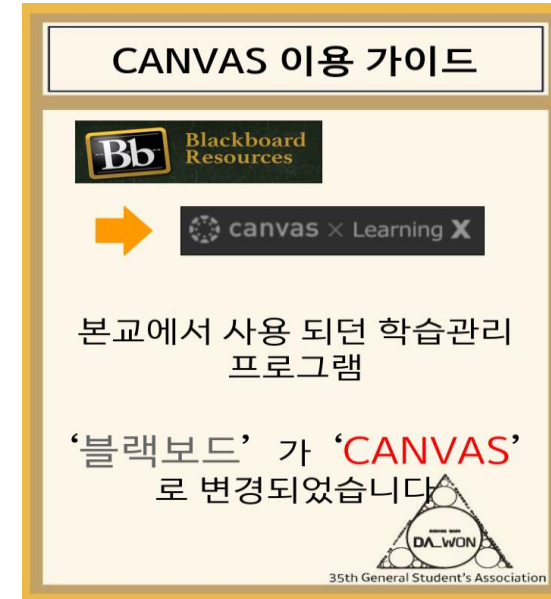 CANVAS 이용 가이드
Bb Blackboard
Resources
canvas × Learning X
본교에서 사용 되던 학습관리
프로그램
‘블랙보드’ 가 ‘CANVAS’
로 변경되었습니다
DA_WON
35th General Student's Association